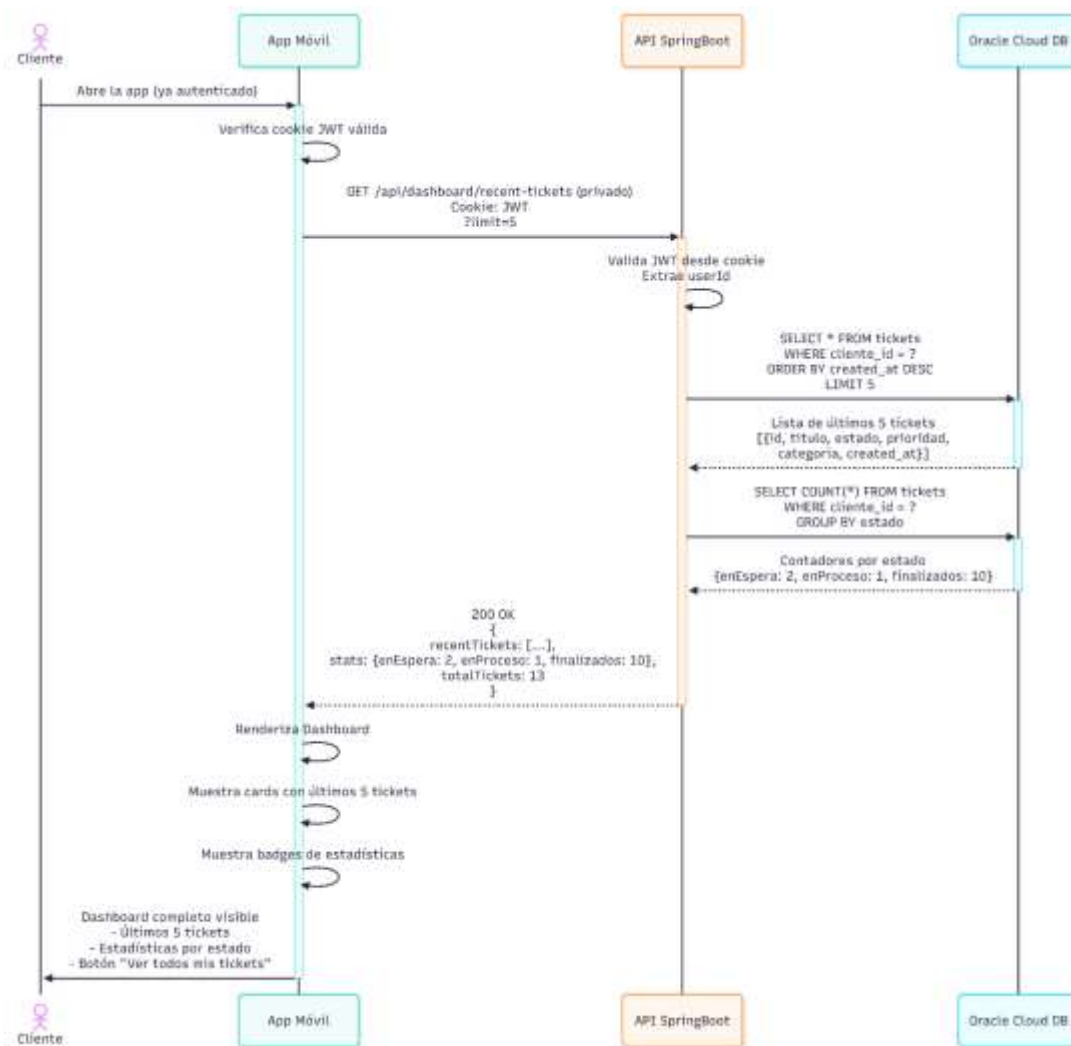 Cliente
App Móvil
API SpringBoot
Oracle Cloud DB
Abre la app (ya autenticado)
Verifica cookie JWT válida
GET /api/dashboard/recent-tickets (privado)
Cookie: JWT
?limit=5
Valida JWT desde cookie
Extrae userId
SELECT * FROM tickets
WHERE cliente_id = ?
ORDER BY created_at DESC
LIMIT 5
Lista de últimos 5 tickets
[{id, titulo, estado, prioridad,
categoria, created_at}]
SELECT COUNT(*) FROM tickets
WHERE cliente_id = ?
GROUP BY estado
Contadores por estado
{enEspera: 2, enProceso: 1, finalizados: 10}
200 OK
{
recentTickets: [...],
stats: {enEspera: 2, enProceso: 1, finalizados: 10},
totalTickets: 13
}
Renderiza Dashboard
Muestra cards con últimos 5 tickets
Muestra badges de estadísticas
Dashboard completo visible
- Últimos 5 tickets
- Estadísticas por estado
- Botón "Ver todos mis tickets"
Cliente
App Móvil
API SpringBoot
Oracle Cloud DB